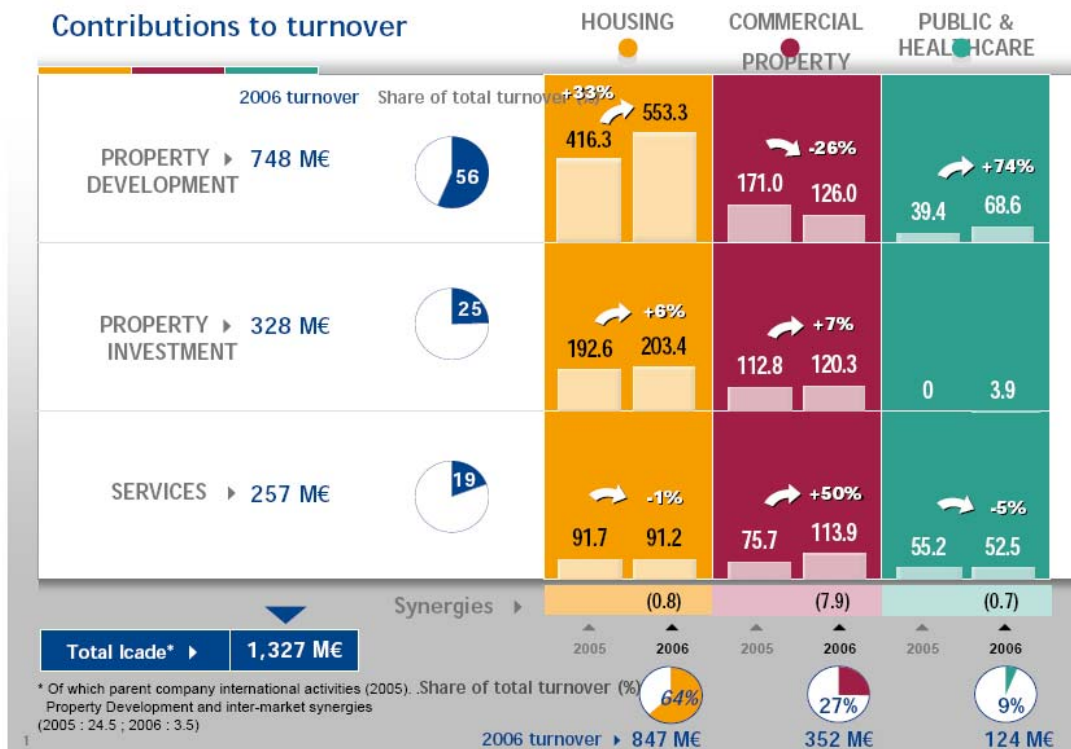 Contributions to turnover
HOUSING
COMMERCIAL
PROPERTY
PUBLIC &
HEALTHCARE
2006 turnover
Share of total turnover (%)
PROPERTY
DEVELOPMENT
748 M€
56
+33%
416.3
553.3
-26%
171.0
126.0
+74%
39.4
68.6
PROPERTY
INVESTMENT
328 M€
25
+6%
192.6
203.4
+7%
112.8
120.3
0
3.9
SERVICES
257 M€
19
-1%
91.7
91.2
+50%
75.7
113.9
-5%
55.2
52.5
Synergies
(0.8)
(7.9)
(0.7)
2005
2006
2005
2006
2005
2006
Total Icade*
1,327 M€
* Of which parent company international activities (2005). .
Property Development and inter-market synergies
(2005 : 24.5 ; 2006 : 3.5)
Share of total turnover (%)
64%
27%
9%
2006 turnover
847 M€
352 M€
124 M€
1